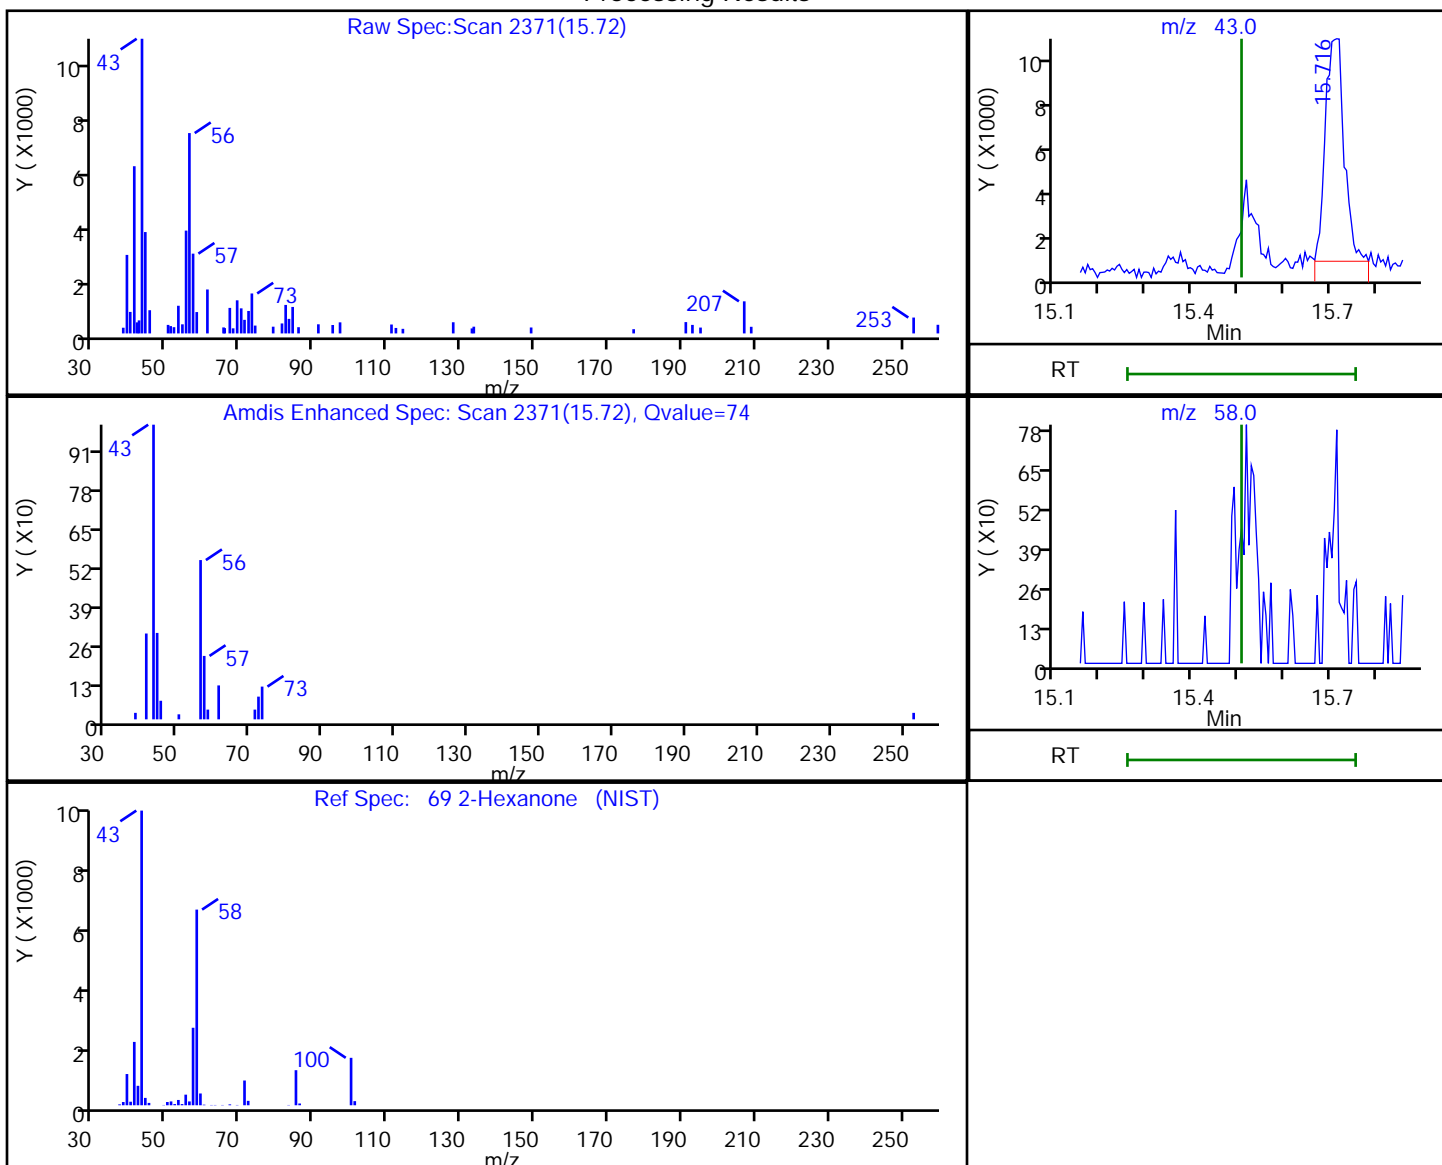 Processing Results
Raw Spec:Scan 2371(15.72)
Y ( X1000)
10
8
6
4
2
0
43
56
57
73
207
253
30 50 70 90 110 130 150 170 190 210 230 250
m/z
m/z 43.0
Y ( X1000)
10
8
6
4
2
0
15.716
15.1 15.4 15.7
Min
RT
Amdis Enhanced Spec: Scan 2371(15.72), Qvalue=74
Y ( X10)
91
78
65
52
39
26
13
0
43
56
57
73
30 50 70 90 110 130 150 170 190 210 230 250
m/z
m/z 58.0
Y ( X10)
78
65
52
39
26
13
0
15.1 15.4 15.7
Min
RT
Ref Spec: 69 2-Hexanone (NIST)
Y ( X1000)
10
8
6
4
2
0
43
58
100
30 50 70 90 110 130 150 170 190 210 230 250
m/z